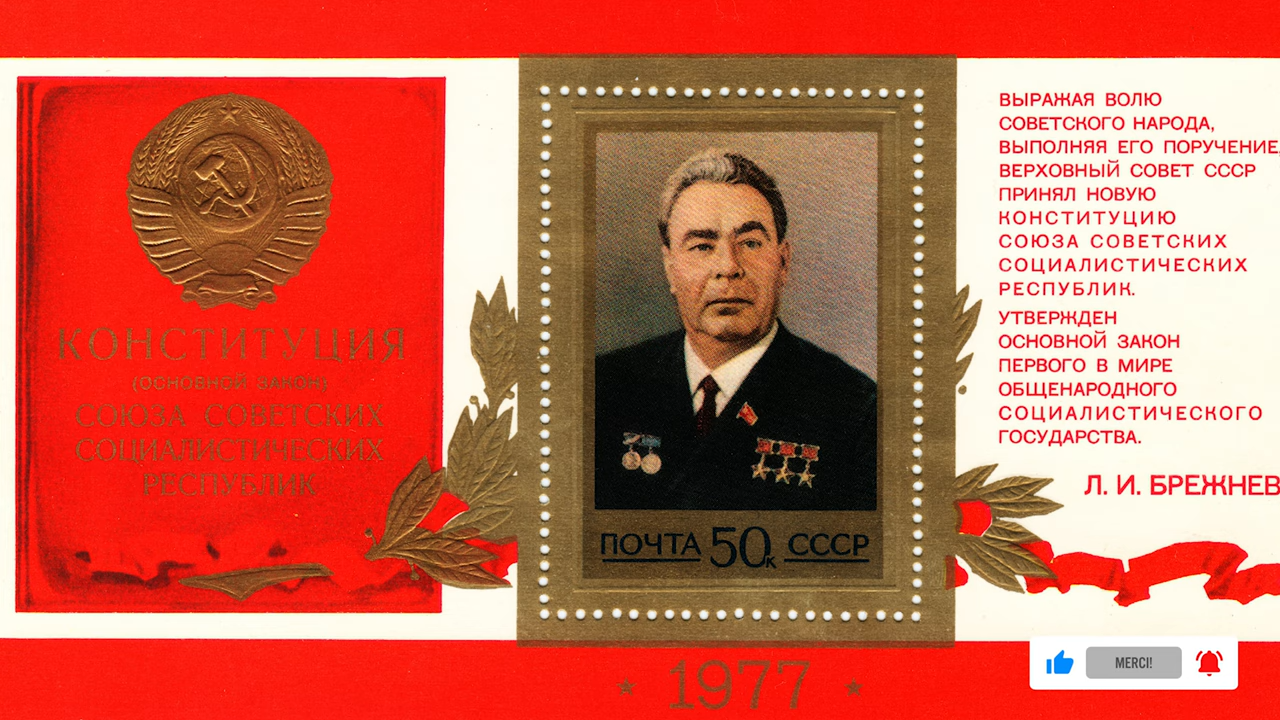 КОНСТИТУЦИЯ
(ОСНОВНОЙ ЗАКОН)
СОЮЗА СОВЕТСКИХ
СОЦИАЛИСТИЧЕСКИХ
РЕСПУБЛИК
ПОЧТА 50к СССР
1977
ВЫРАЖАЯ ВОЛЮ
СОВЕТСКОГО НАРОДА,
ВЫПОЛНЯЯ ЕГО ПОРУЧЕНИЕ,
ВЕРХОВНЫЙ СОВЕТ СССР
ПРИНЯЛ НОВУЮ
КОНСТИТУЦИЮ
СОЮЗА СОВЕТСКИХ
СОЦИАЛИСТИЧЕСКИХ
РЕСПУБЛИК.
УТВЕРЖДЕН
ОСНОВНОЙ ЗАКОН
ПЕРВОГО В МИРЕ
ОБЩЕНАРОДНОГО
СОЦИАЛИСТИЧЕСКОГО
ГОСУДАРСТВА.
Л. И. БРЕЖНЕВ
MERCI!